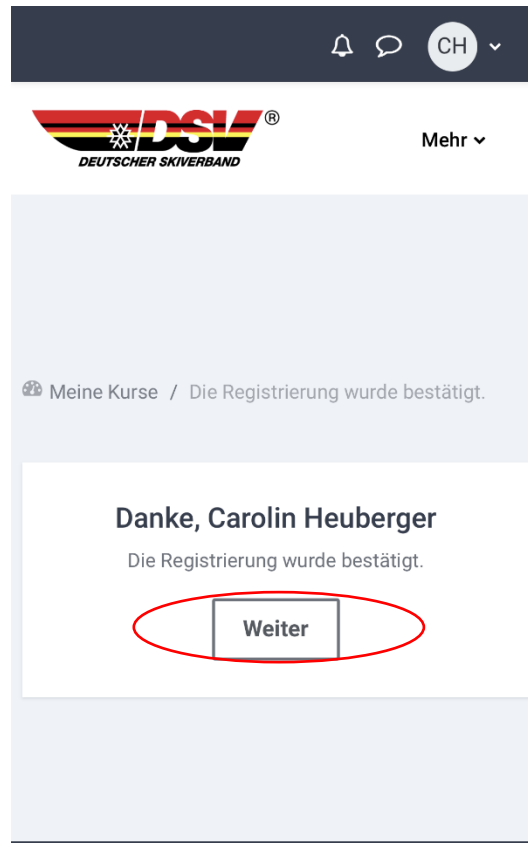 CH
DSV ®
DEUTSCHER SKIVERBAND
Mehr
Meine Kurse / Die Registrierung wurde bestätigt.
Danke, Carolin Heuberger
Die Registrierung wurde bestätigt.
Weiter